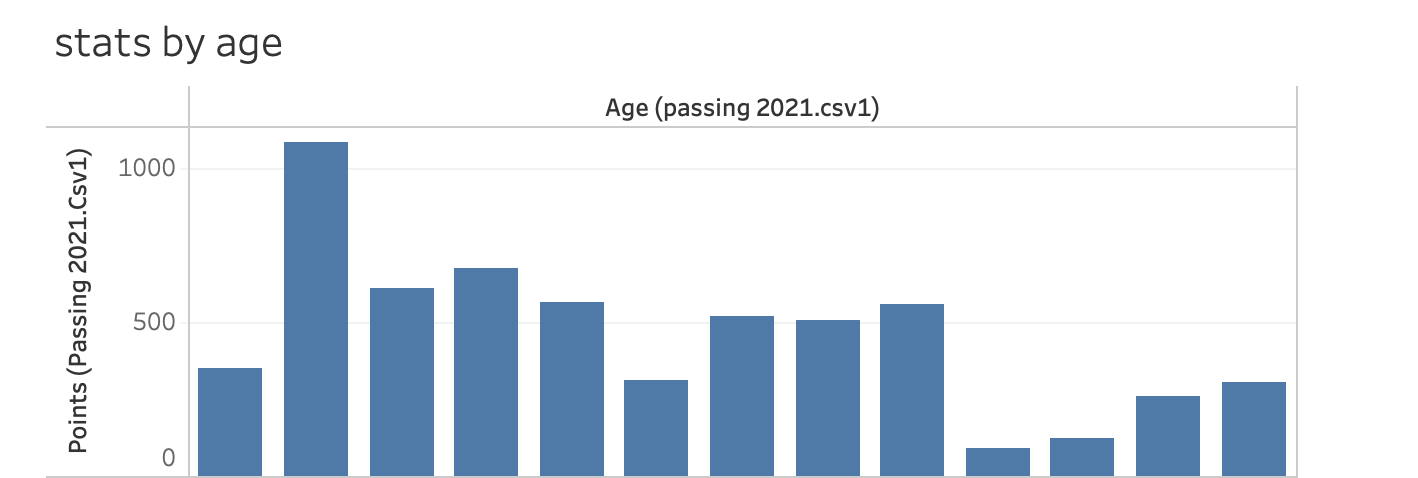 stats by age
Age (passing 2021.csv1)
Points (Passing 2021.Csv1)
1000
500
0